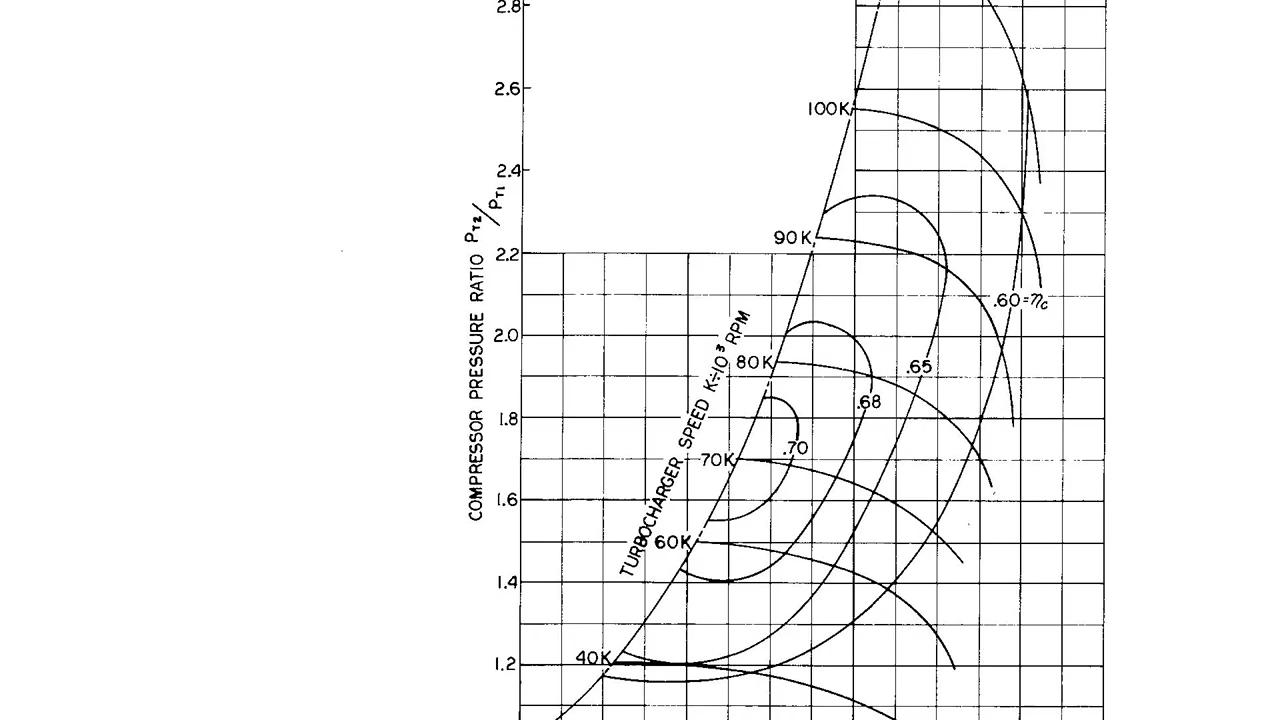 2.8
2.6
100K
2.4
COMPRESSOR PRESSURE RATIO PT2/PT1
90K
2.2
.60=ηc
2.0
TURBOCHARGER SPEED K÷10³ RPM
80K
.65
.68
1.8
.70
70K
1.6
60K
1.4
40K
1.2